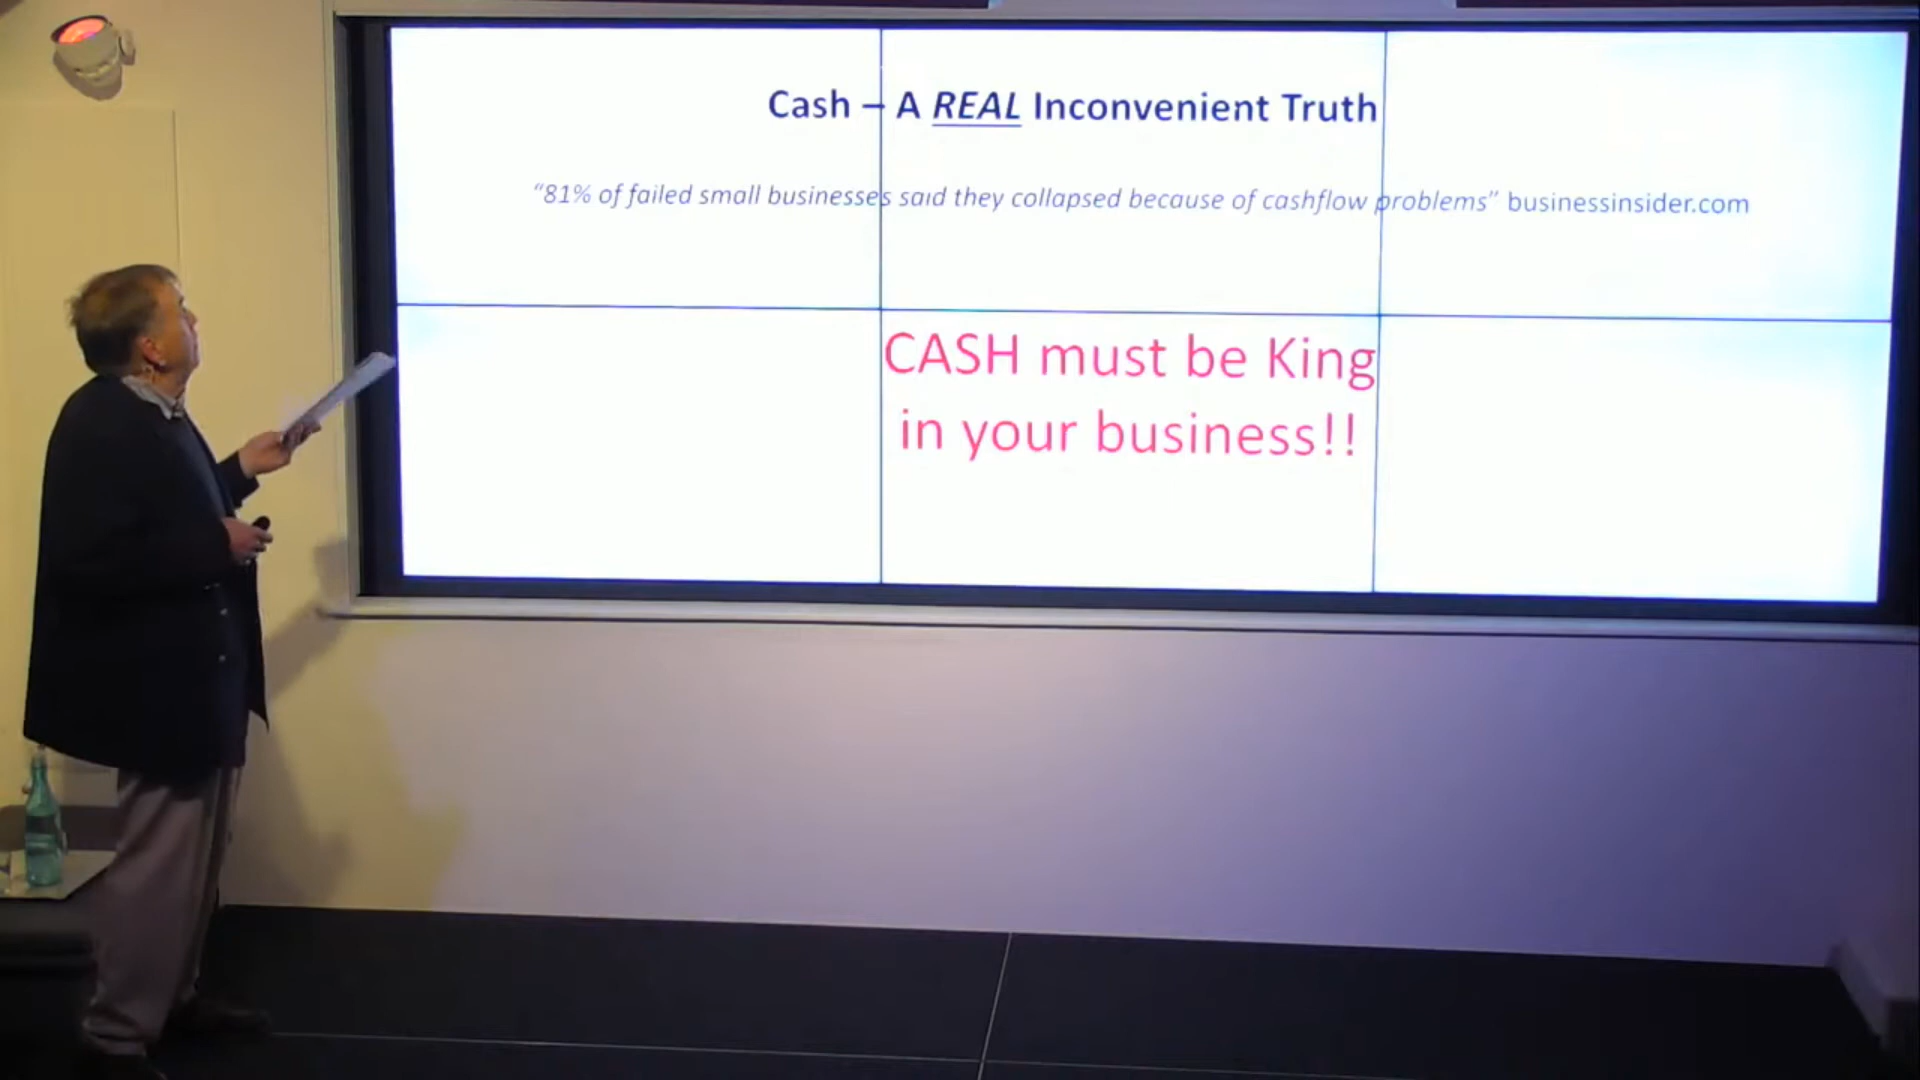 Cash – A REAL Inconvenient Truth
“81% of failed small businesses said they collapsed because of cashflow problems” businessinsider.com
CASH must be King
in your business!!